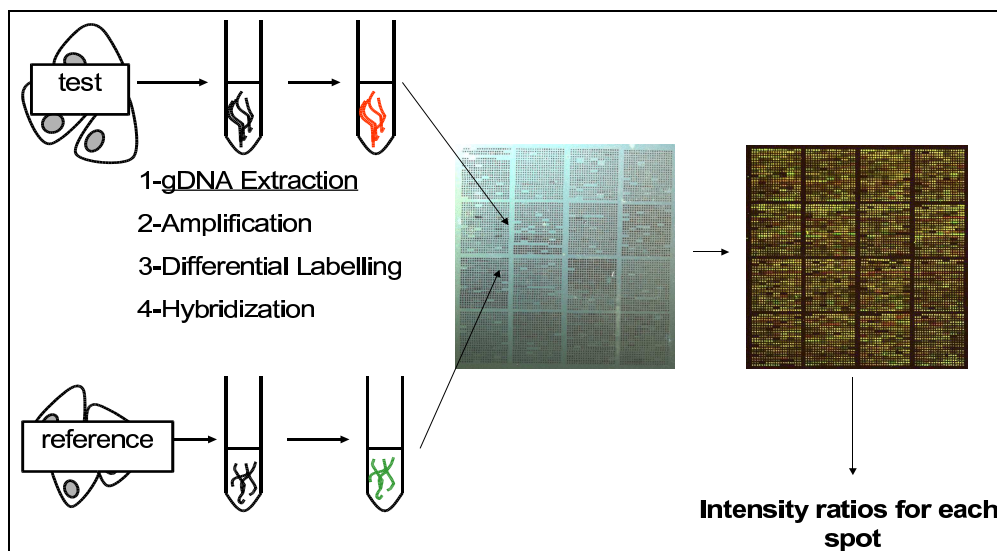 test
1-gDNA Extraction
2-Amplification
3-Differential Labelling
4-Hybridization
reference
Intensity ratios for each
spot